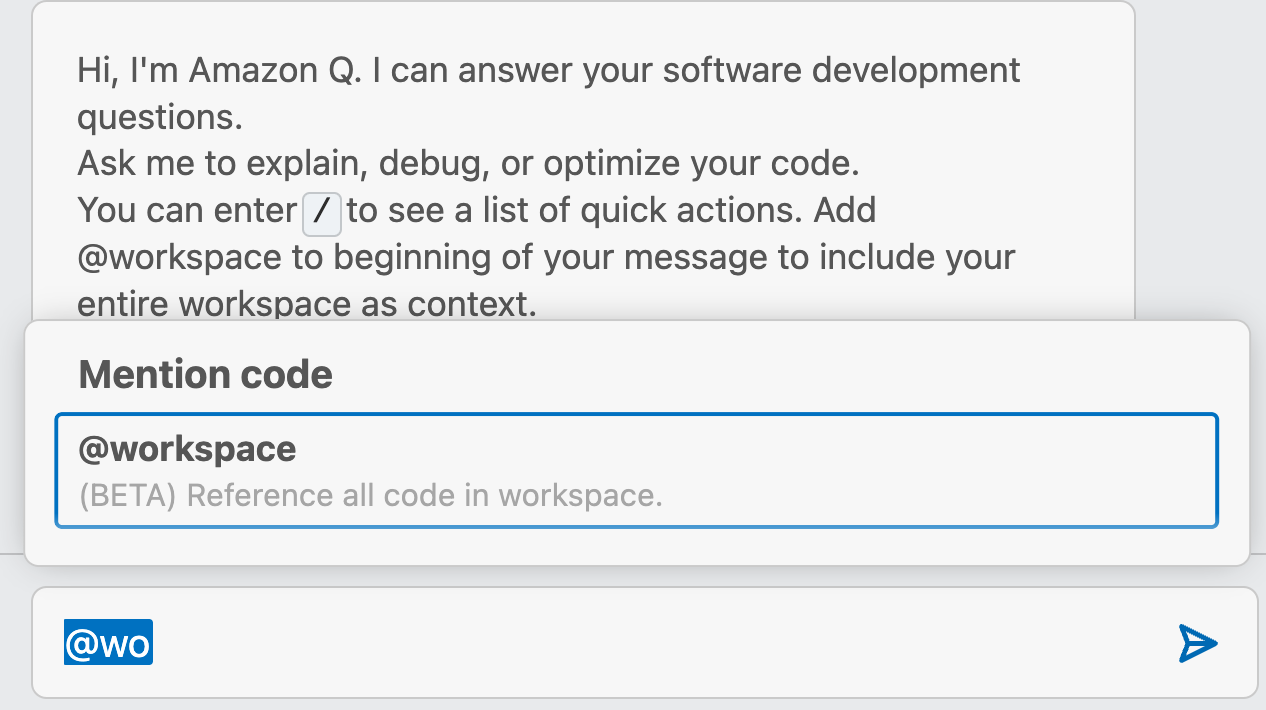 Hi, I'm Amazon Q. I can answer your software development
questions.
Ask me to explain, debug, or optimize your code.
You can enter / to see a list of quick actions. Add
@workspace to beginning of your message to include your
entire workspace as context.
Mention code
@workspace
(BETA) Reference all code in workspace.
@wo